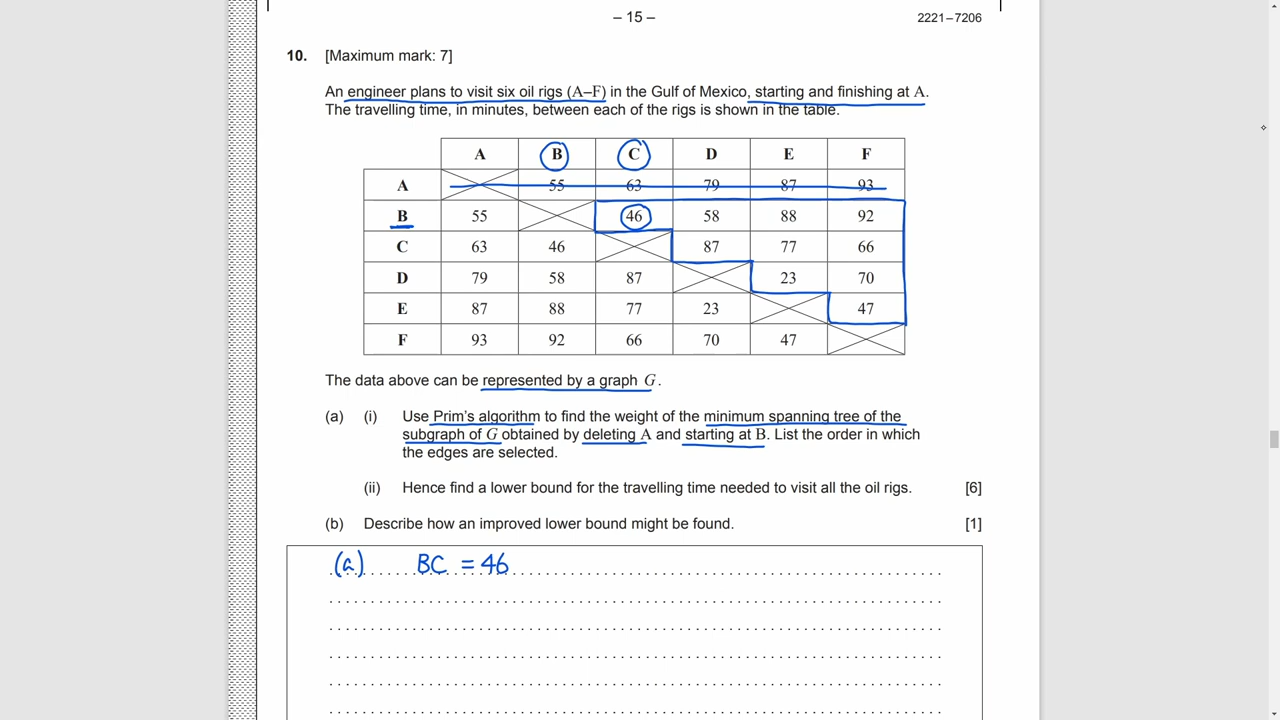 – 15 –
2221–7206
10. [Maximum mark: 7]
An engineer plans to visit six oil rigs (A–F) in the Gulf of Mexico, starting and finishing at A.
The travelling time, in minutes, between each of the rigs is shown in the table.
A B C D E F
A 55 63 79 87 93
B 55 46 58 88 92
C 63 46 87 77 66
D 79 58 87 23 70
E 87 88 77 23 47
F 93 92 66 70 47
The data above can be represented by a graph G.
(a) (i) Use Prim's algorithm to find the weight of the minimum spanning tree of the
subgraph of G obtained by deleting A and starting at B. List the order in which
the edges are selected.
(ii) Hence find a lower bound for the travelling time needed to visit all the oil rigs. [6]
(b) Describe how an improved lower bound might be found. [1]
(a) BC = 46